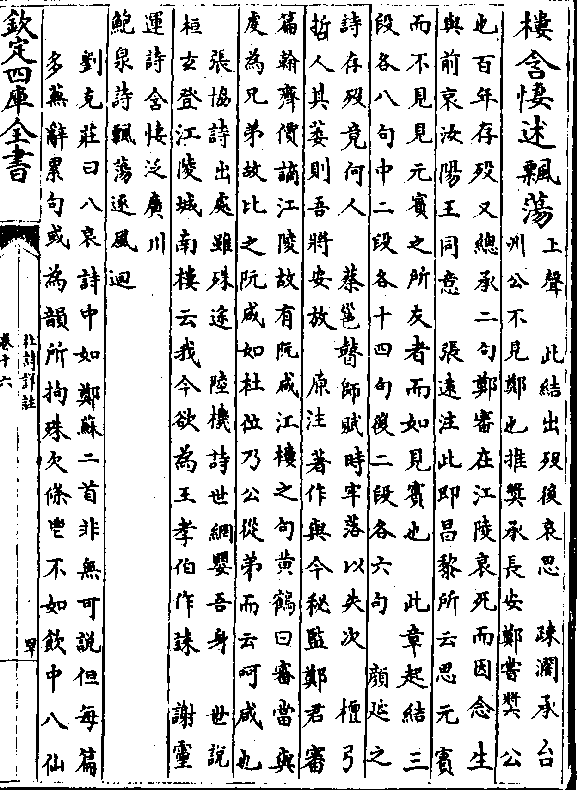 樓含悽述飄蕩
上聲　此結出歿後哀思　疎濶承台
州公不見鄭也推奬承長安鄭嘗奬公
也百年存歿又總承二句鄭審在江陵哀死而因念生
與前哀汝陽王同意　張遠注此即昌黎所云思元賓
而不見見元賓之所友者而如見賓也　此章起結三
段各八句中二段各十四句後二段各六句　顔延之
詩存歿竟何人　蔡邕瞽師賦時牢落以失次　檀弓
哲人其萎則吾將安放　原注著作與今秘監鄭君審
篇翰齊價謫江陵故有阮咸江樓之句黄鶴曰審當與
虔為兄弟故比之阮咸如杜位乃公從弟而云呵咸也
張協詩出處雖殊途　陸機詩世網嬰吾身　世說
桓玄登江陵城南樓云我今欲為王孝伯作誄　謝靈
運詩含悽泛廣川
鮑泉詩飄蕩逐風迴
劉克莊曰八哀詩中如鄭蘇二首非無可說但每篇
多蕪辭累句或為韻所拘殊欠條鬯不如飲中八仙
欽定四庫全書
杜詩詳註
卷十六